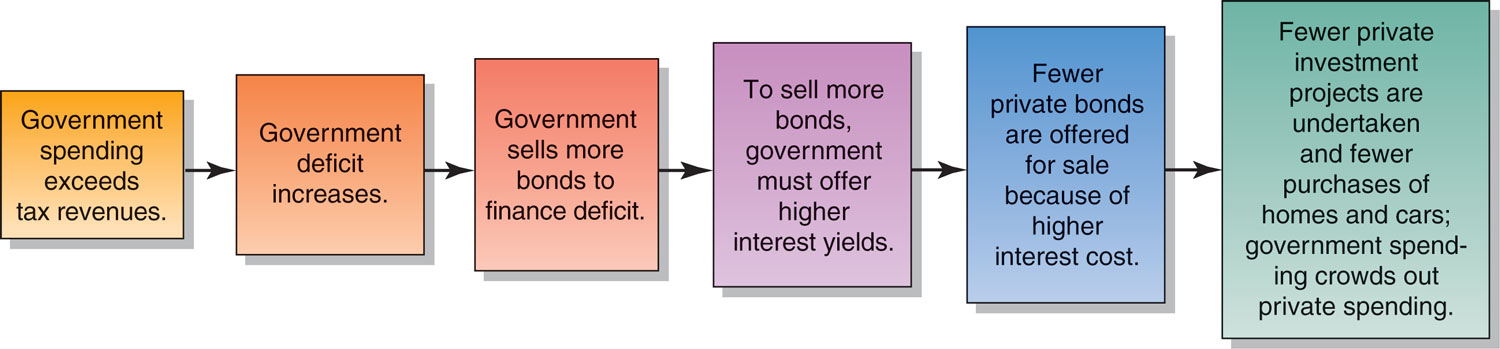 Government
spending
exceeds
tax revenues.
Government
deficit
increases.
Government
sells more
bonds to
finance deficit.
To sell more
bonds,
government
must offer
higher
interest yields.
Fewer
private bonds
are offered
for sale
because of
higher
interest cost.
Fewer private
investment
projects are
undertaken
and fewer
purchases of
homes and cars;
government spend-
ing crowds out
private spending.